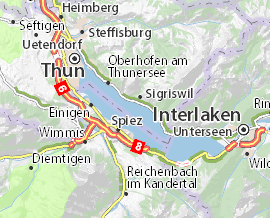 Heimberg
Seftigen
Steffisburg
Uetendorf
Thun
Oberhofen am
Thunersee
6
Sigriswil
Einigen
Interlaken
Spiez
Unterseen
Wimmis
8
Diemtigen
Reichenbach
im Kandertal